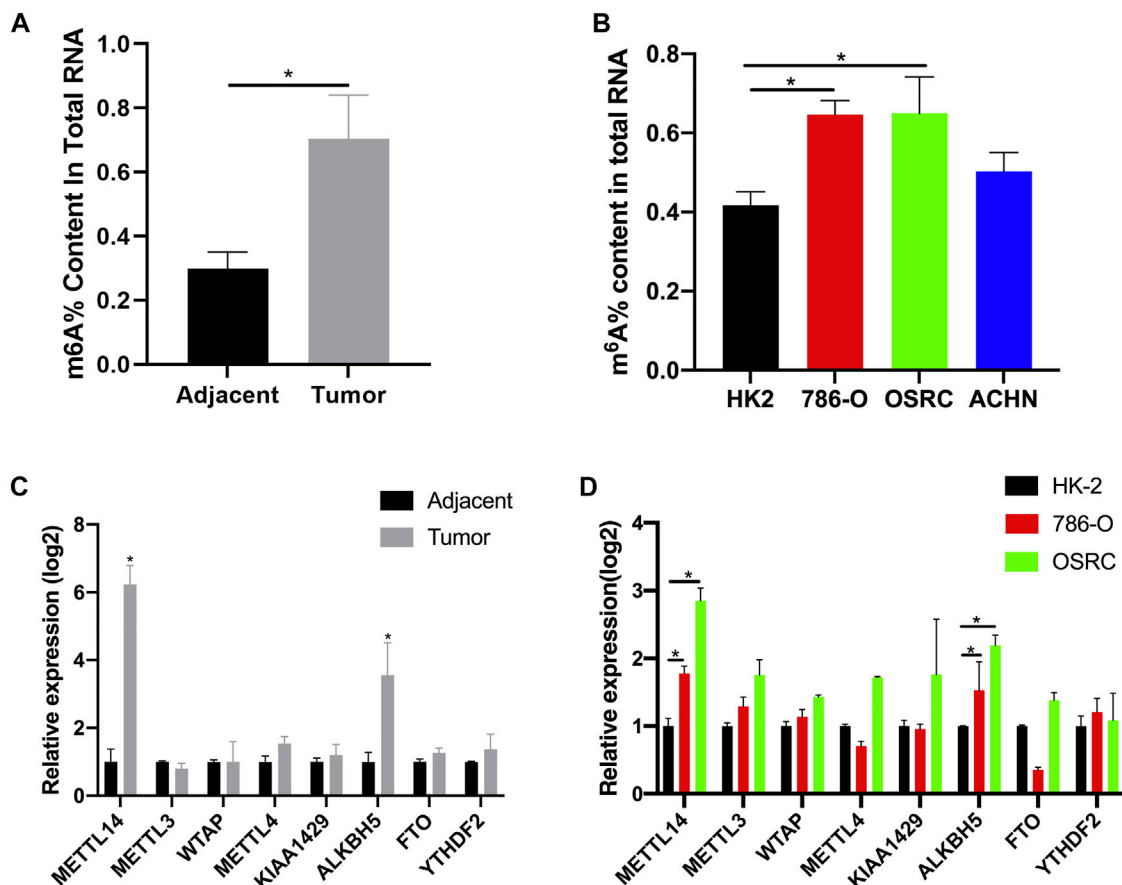 A
m6A% Content In Total RNA
1.0
0.8
0.6
0.4
0.2
0.0
*
Adjacent
Tumor
B
m⁶A% content in total RNA
0.8
0.6
0.4
0.2
0.0
*
*
HK2
786-O
OSRC
ACHN
C
Adjacent
Tumor
Relative expression (log2)
8
6
4
2
0
*
*
METTL14
METTL3
WTAP
METTL4
KIAA1429
ALKBH5
FTO
YTHDF2
D
HK-2
786-O
OSRC
Relative expression(log2)
4
3
2
1
0
*
*
*
*
METTL14
METTL3
WTAP
METTL4
KIAA1429
ALKBH5
FTO
YTHDF2